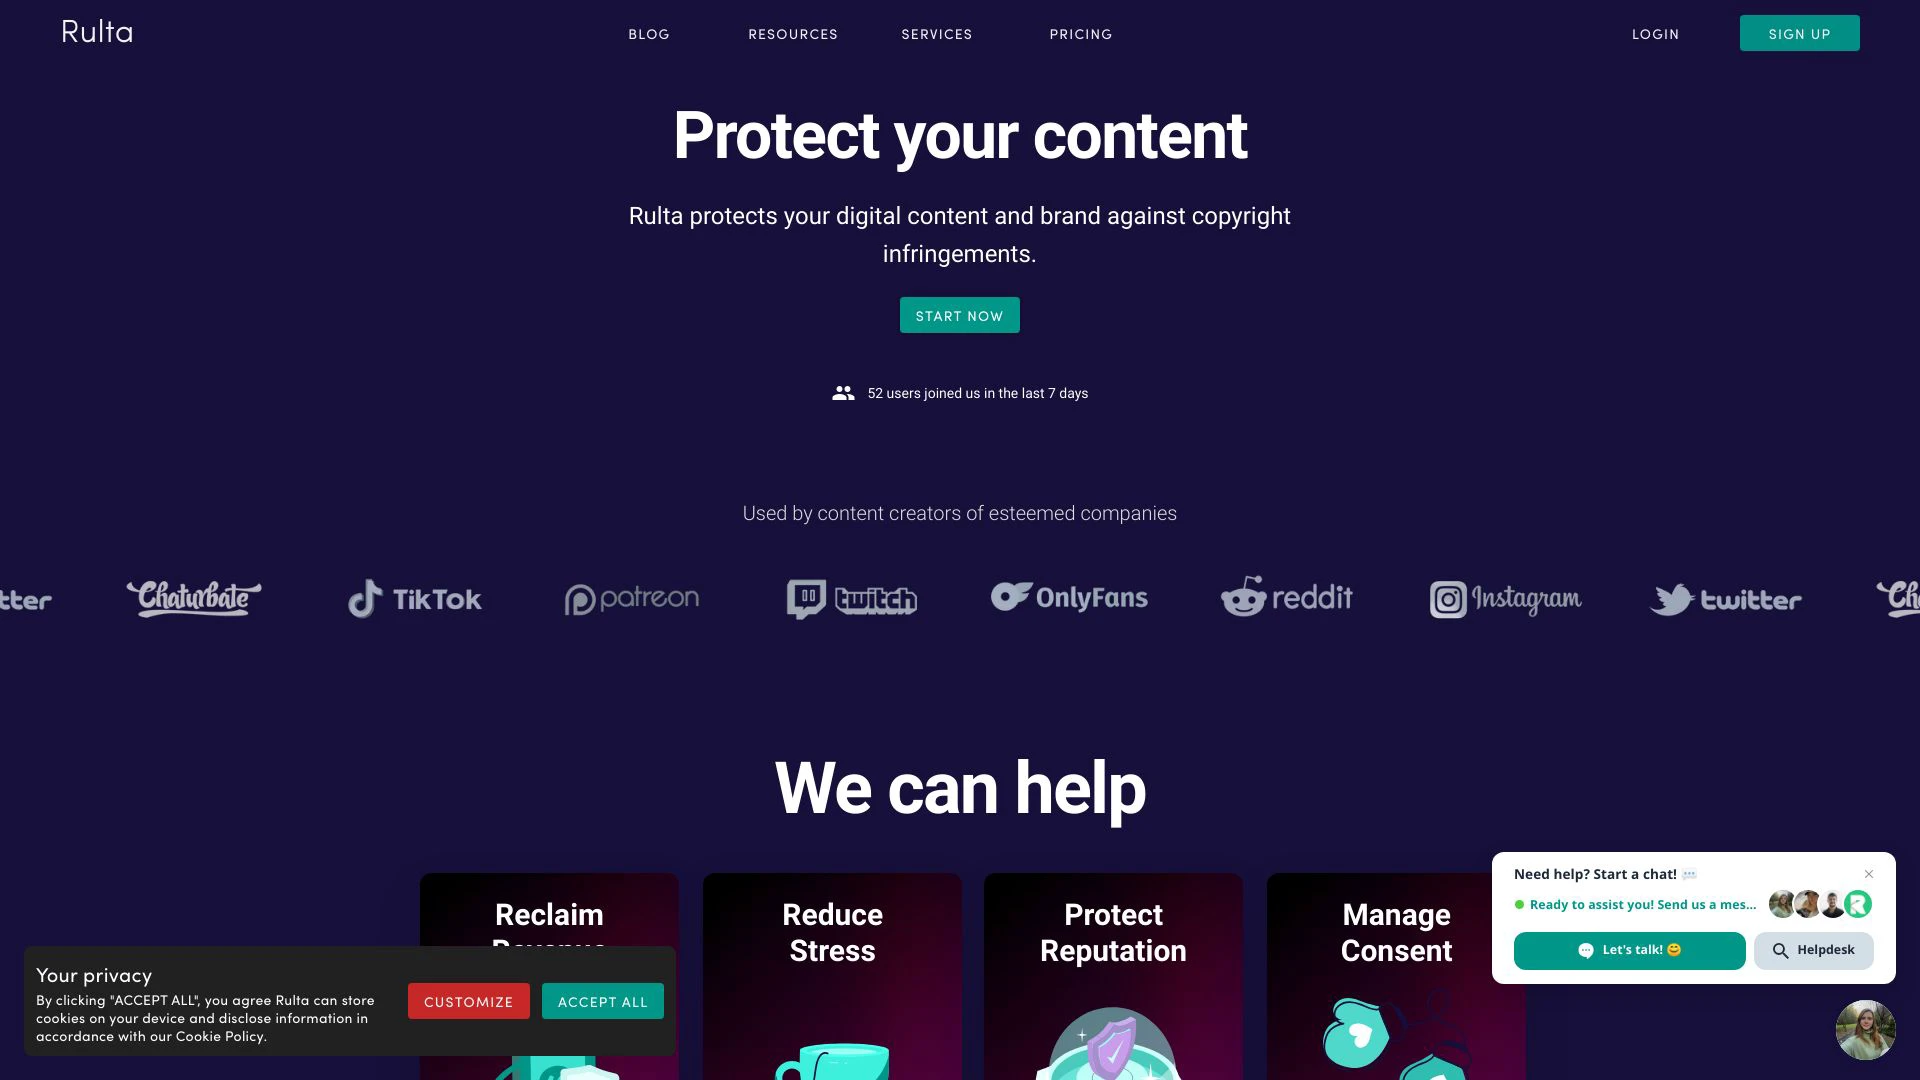 Rulta
BLOG
RESOURCES
SERVICES
PRICING
LOGIN
SIGN UP
Protect your content
Rulta protects your digital content and brand against copyright
infringements.
START NOW
52 users joined us in the last 7 days
Used by content creators of esteemed companies
tter
Chaturbate
TikTok
patreon
twitch
OnlyFans
reddit
Instagram
twitter
Ch
We can help
Reclaim
Revenue
Reduce
Stress
Protect
Reputation
Manage
Consent
Your privacy
By clicking "ACCEPT ALL", you agree Rulta can store
cookies on your device and disclose information in
accordance with our Cookie Policy.
CUSTOMIZE
ACCEPT ALL
Need help? Start a chat! 💬
Ready to assist you! Send us a mes...
Let's talk! 😊
Helpdesk